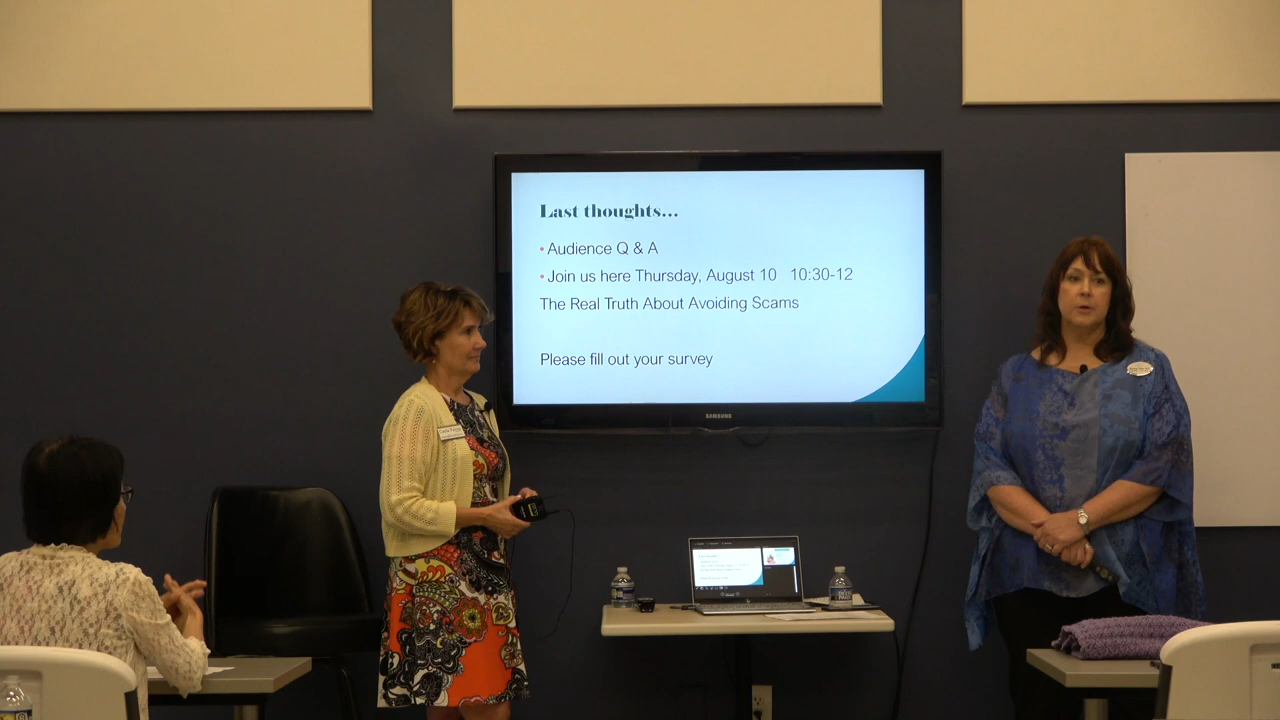 Last thoughts...
• Audience Q & A
• Join us here Thursday, August 10 10:30-12
The Real Truth About Avoiding Scams
Please fill out your survey
SAMSUNG